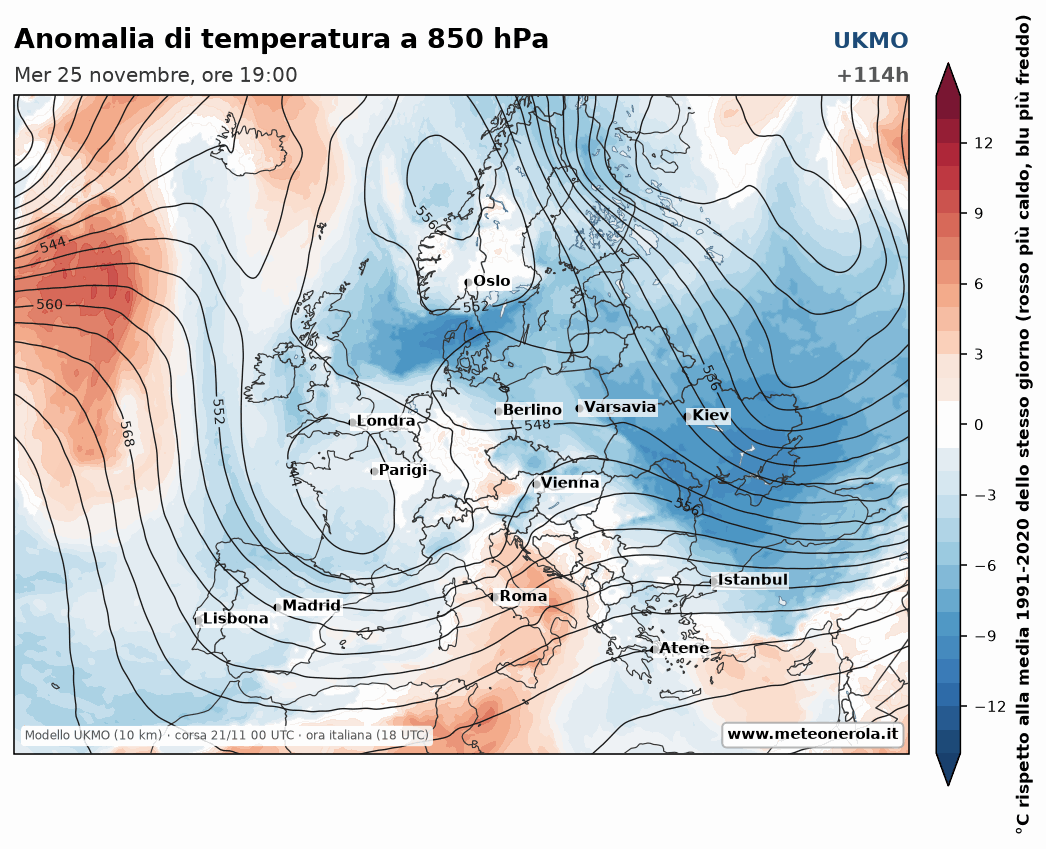 Anomalia di temperatura a 850 hPa
UKMO
Mer 25 novembre, ore 19:00
+114h
556
544
Oslo
560
552
536
552
Londra
Berlino
Varsavia
Kiev
568
548
544
Parigi
Vienna
556
Istanbul
Roma
Madrid
Lisbona
Atene
Modello UKMO (10 km) · corsa 21/11 00 UTC · ora italiana (18 UTC)
www.meteonerola.it
12
9
6
3
0
−3
−6
−9
−12
°C rispetto alla media 1991-2020 dello stesso giorno (rosso più caldo, blu più freddo)